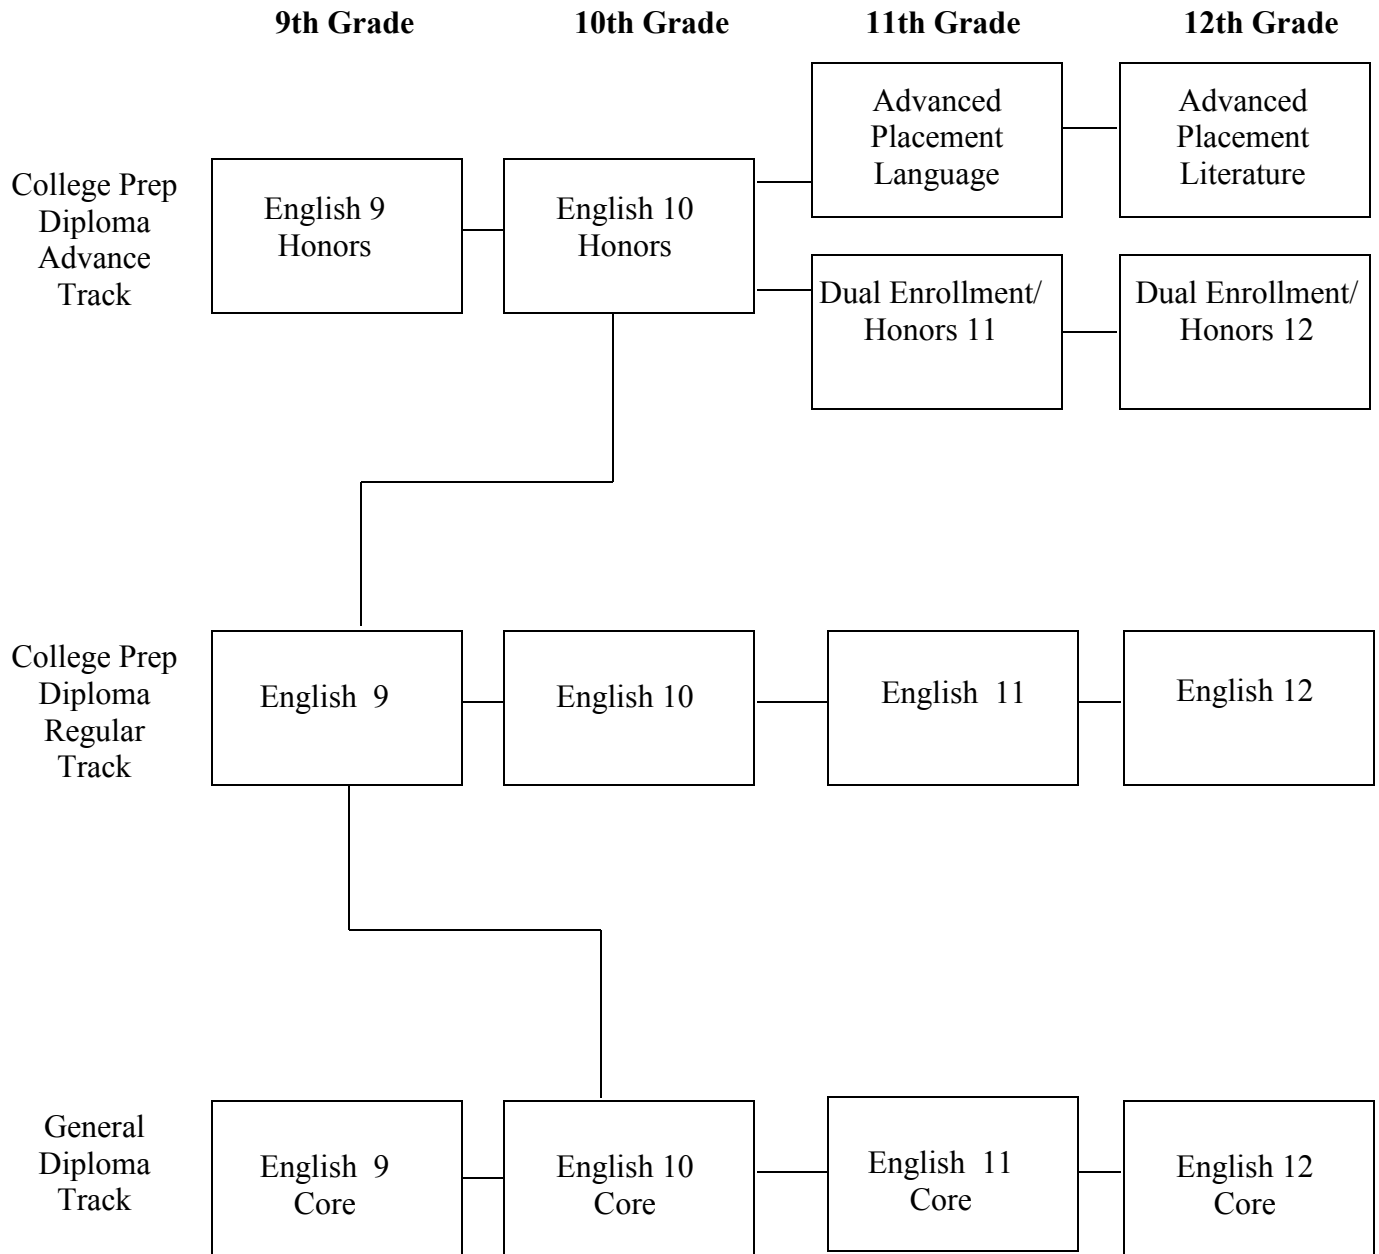 9th Grade 10th Grade 11th Grade 12th Grade
College Prep
Diploma
Advance
Track
English 9
Honors
English 10
Honors
Advanced
Placement
Language
Advanced
Placement
Literature
Dual Enrollment/
Honors 11
Dual Enrollment/
Honors 12
College Prep
Diploma
Regular
Track
English 9
English 10
English 11
English 12
General
Diploma
Track
English 9
Core
English 10
Core
English 11
Core
English 12
Core